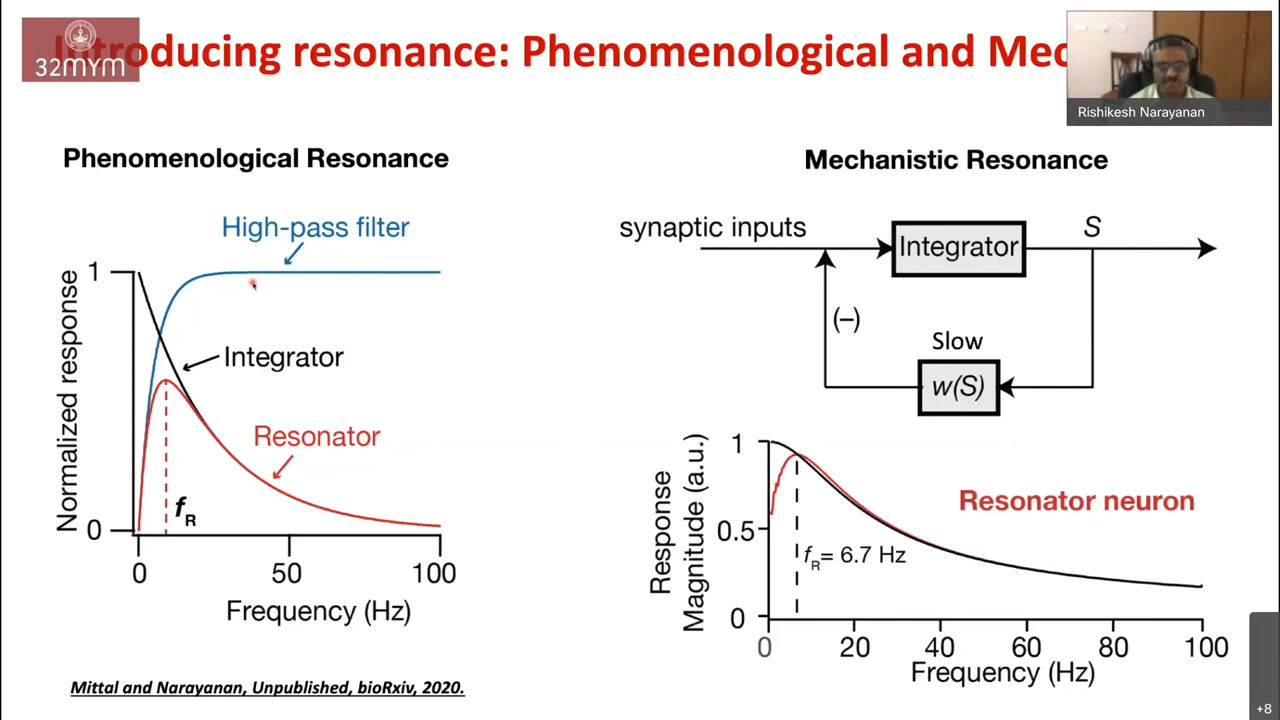 Introducing resonance: Phenomenological and Mec
32mym
Rishikesh Narayanan
Phenomenological Resonance
Normalized response
1
0
High-pass filter
Integrator
Resonator
fR
0 50 100
Frequency (Hz)
Mechanistic Resonance
synaptic inputs
Integrator
S
(–)
Slow
w(S)
Response
Magnitude (a.u.)
1
0.5
0
Resonator neuron
fR= 6.7 Hz
0 20 40 60 80 100
Frequency (Hz)
Mittal and Narayanan, Unpublished, bioRxiv, 2020.
+8